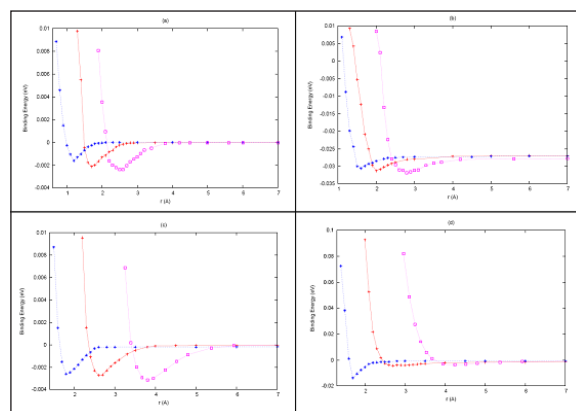 (a)
0.01
0.008
0.006
0.004
0.002
0
-0.002
-0.004
Binding Energy (eV)
1 2 3 4 5 6 7
r (A)
(b)
0.01
0.005
0
-0.005
-0.01
-0.015
-0.02
-0.025
-0.03
-0.035
Binding Energy (eV)
1 2 3 4 5 6 7
r (A)
(c)
0.01
0.008
0.006
0.004
0.002
0
-0.002
-0.004
Binding Energy (eV)
2 3 4 5 6 7
r (A)
(d)
0.1
0.08
0.06
0.04
0.02
0
-0.02
Binding Energy (eV)
2 3 4 5 6 7
r (A)